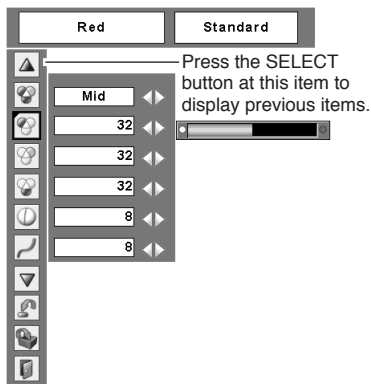 Red Standard
Press the SELECT
button at this item to
display previous items.
Mid
32
32
32
8
8